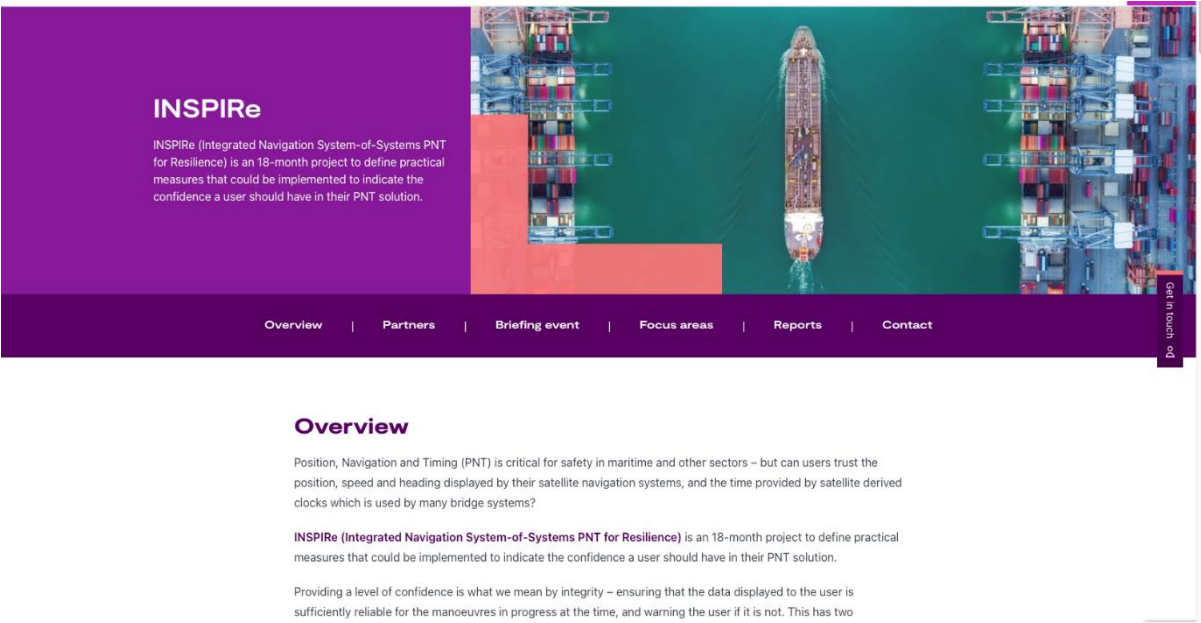 INSPIRe
INSPIRe (Integrated Navigation System-of-Systems PNT
for Resilience) is an 18-month project to define practical
measures that could be implemented to indicate the
confidence a user should have in their PNT solution.
Overview | Partners | Briefing event | Focus areas | Reports | Contact
Get in touch
Overview
Position, Navigation and Timing (PNT) is critical for safety in maritime and other sectors – but can users trust the
position, speed and heading displayed by their satellite navigation systems, and the time provided by satellite derived
clocks which is used by many bridge systems?
INSPIRe (Integrated Navigation System-of-Systems PNT for Resilience) is an 18-month project to define practical
measures that could be implemented to indicate the confidence a user should have in their PNT solution.
Providing a level of confidence is what we mean by integrity – ensuring that the data displayed to the user is
sufficiently reliable for the manoeuvres in progress at the time, and warning the user if it is not. This has two